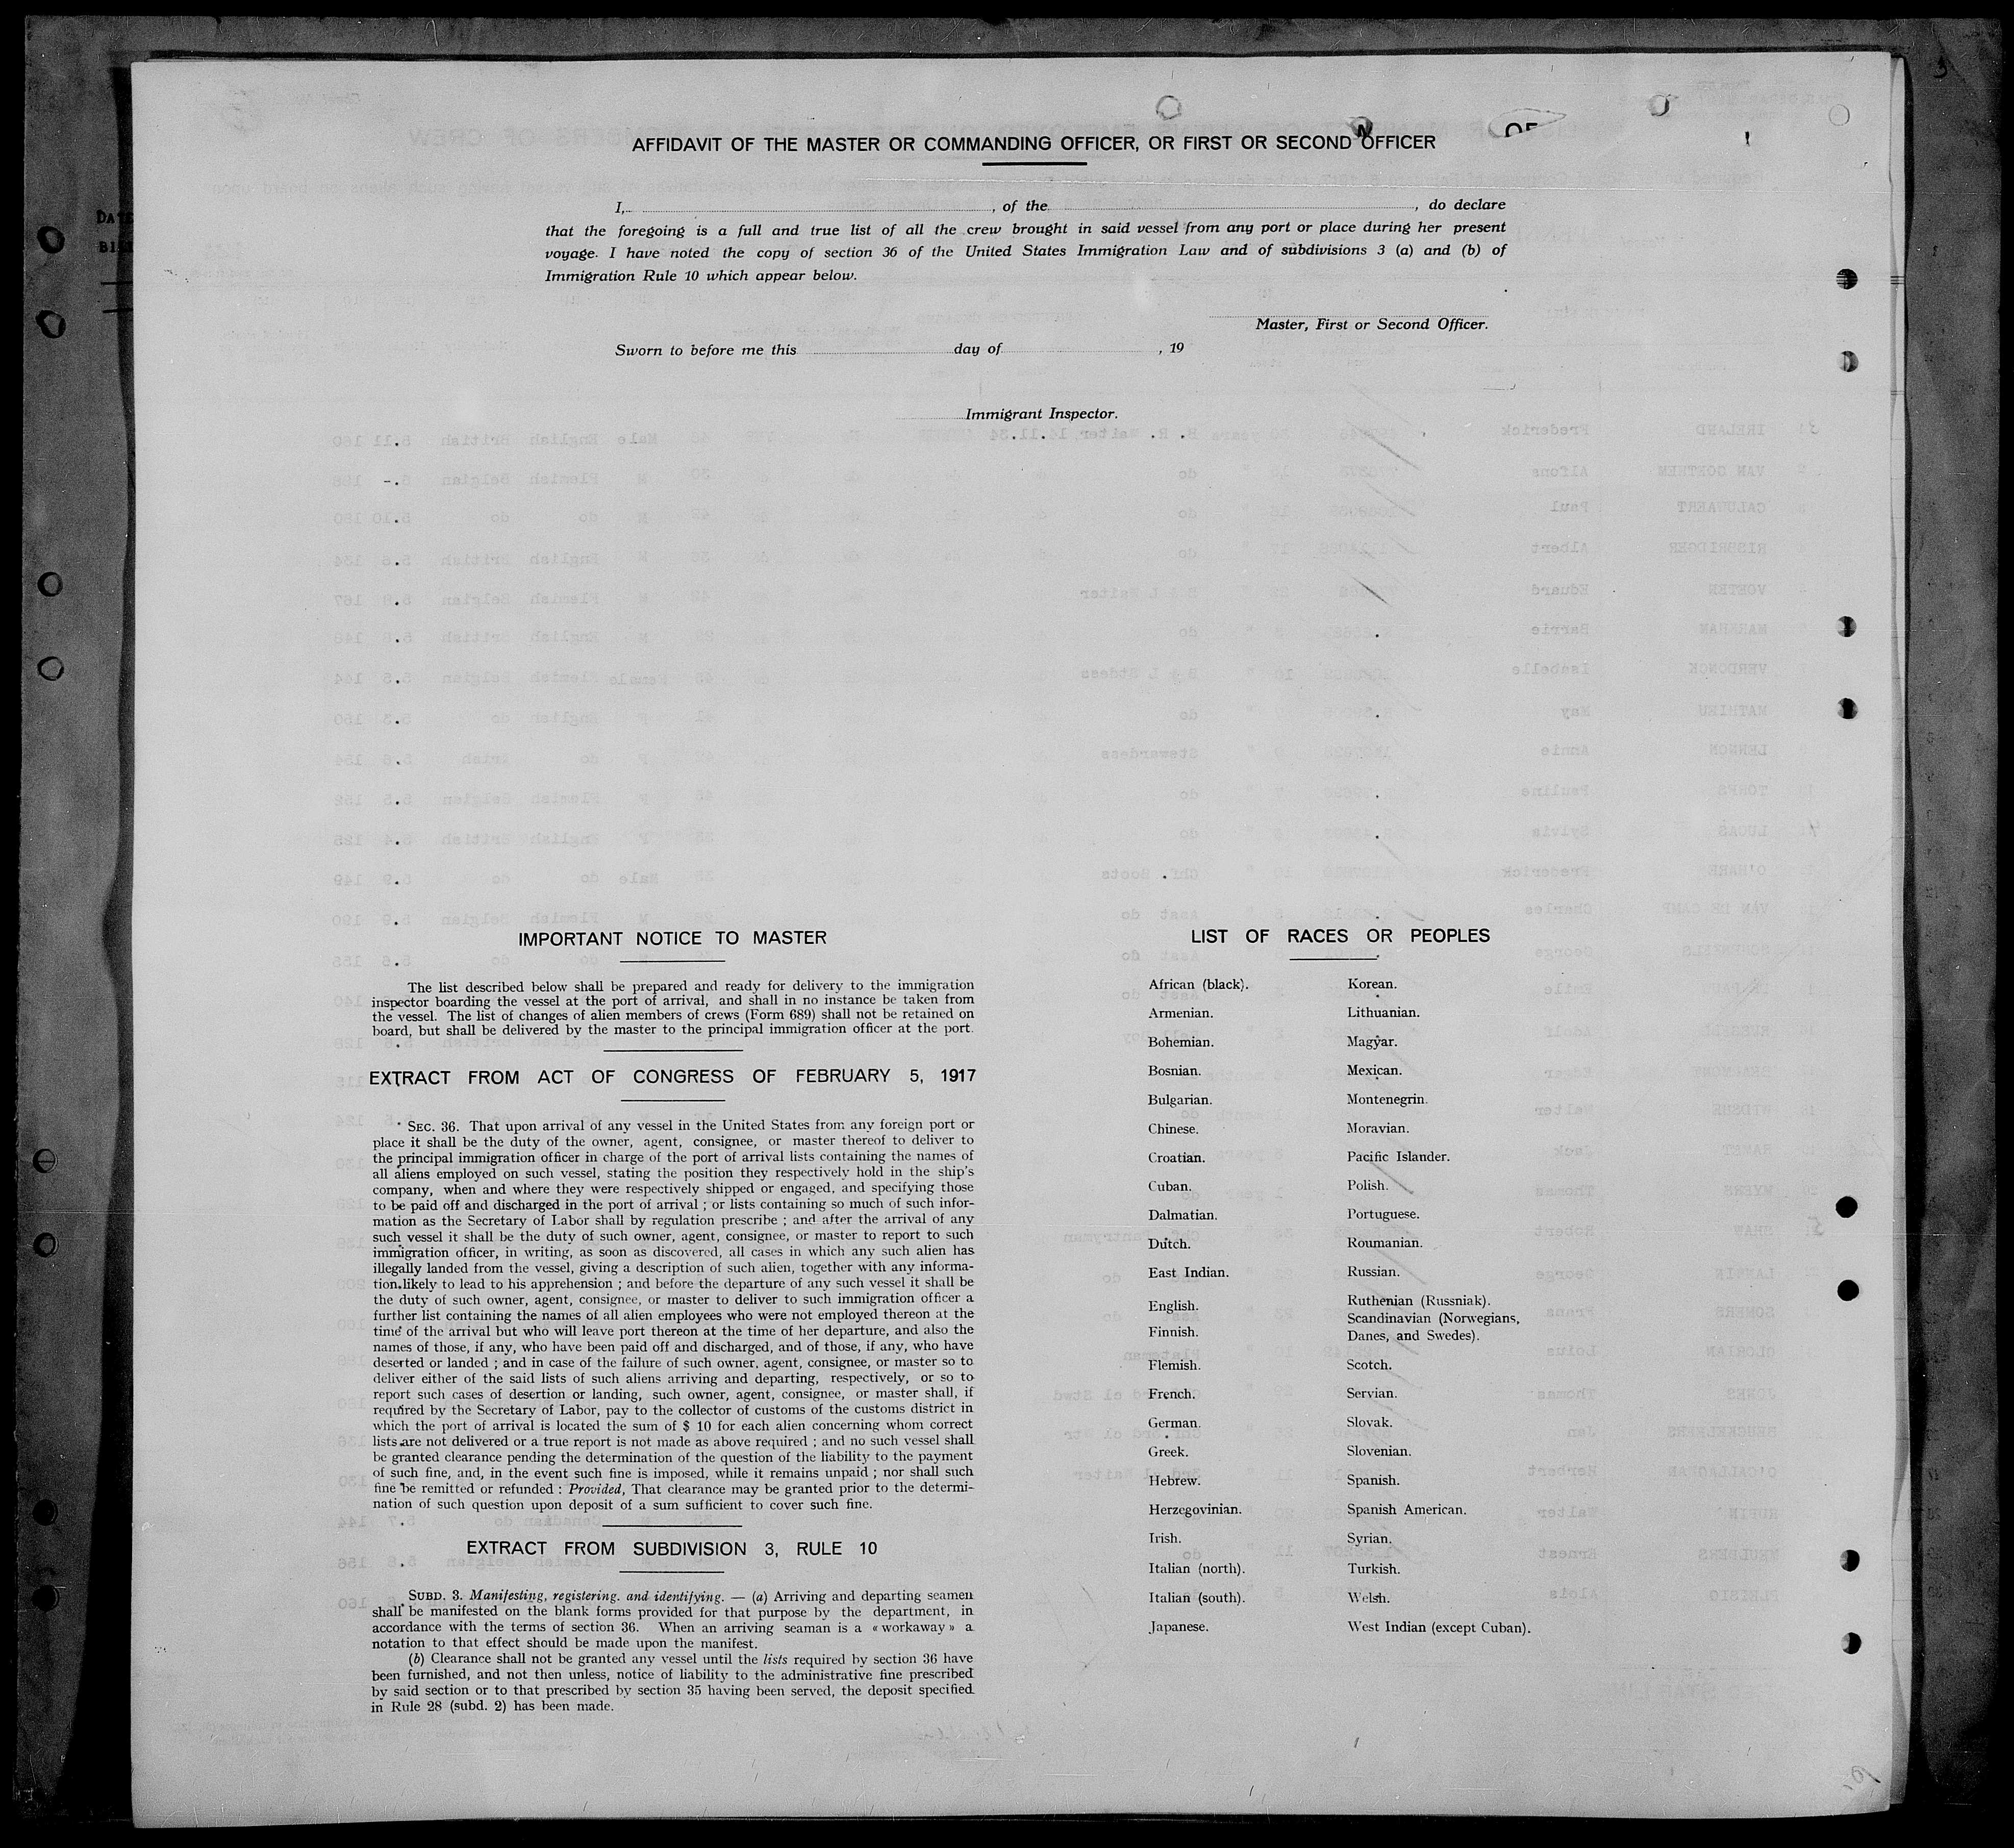 AFFIDAVIT OF THE MASTER OR COMMANDING OFFICER, OR FIRST OR SECOND OFFICER
I, , of the , do declare
that the foregoing is a full and true list of all the crew brought in said vessel from any port or place during her present
voyage. I have noted the copy of section 36 of the United States Immigration Law and of subdivisions 3 (a) and (b) of
Immigration Rule 10 which appear below.
Master, First or Second Officer.
Sworn to before me this day of , 19
Immigrant Inspector.
IMPORTANT NOTICE TO MASTER
The list described below shall be prepared and ready for delivery to the immigration
inspector boarding the vessel at the port of arrival, and shall in no instance be taken from
the vessel. The list of changes of alien members of crews (Form 689) shall not be retained on
board, but shall be delivered by the master to the principal immigration officer at the port.
EXTRACT FROM ACT OF CONGRESS OF FEBRUARY 5, 1917
SEC. 36. That upon arrival of any vessel in the United States from any foreign port or
place it shall be the duty of the owner, agent, consignee, or master thereof to deliver to
the principal immigration officer in charge of the port of arrival lists containing the names of
all aliens employed on such vessel, stating the position they respectively hold in the ship's
company, when and where they were respectively shipped or engaged, and specifying those
to be paid off and discharged in the port of arrival ; or lists containing so much of such infor-
mation as the Secretary of Labor shall by regulation prescribe ; and after the arrival of any
such vessel it shall be the duty of such owner, agent, consignee, or master to report to such
immigration officer, in writing, as soon as discovered, all cases in which any such alien has
illegally landed from the vessel, giving a description of such alien, together with any informa-
tion likely to lead to his apprehension ; and before the departure of any such vessel it shall be
the duty of such owner, agent, consignee, or master to deliver to such immigration officer a
further list containing the names of all alien employees who were not employed thereon at the
time of the arrival but who will leave port thereon at the time of her departure, and also the
names of those, if any, who have been paid off and discharged, and of those, if any, who have
deserted or landed ; and in case of the failure of such owner, agent, consignee, or master so to
deliver either of the said lists of such aliens arriving and departing, respectively, or so to
report such cases of desertion or landing, such owner, agent, consignee, or master shall, if
required by the Secretary of Labor, pay to the collector of customs of the customs district in
which the port of arrival is located the sum of $ 10 for each alien concerning whom correct
lists are not delivered or a true report is not made as above required ; and no such vessel shall
be granted clearance pending the determination of the question of the liability to the payment
of such fine, and, in the event such fine is imposed, while it remains unpaid ; nor shall such
fine be remitted or refunded : Provided, That clearance may be granted prior to the determi-
nation of such question upon deposit of a sum sufficient to cover such fine.
EXTRACT FROM SUBDIVISION 3, RULE 10
SUBD. 3. Manifesting, registering, and identifying. — (a) Arriving and departing seamen
shall be manifested on the blank forms provided for that purpose by the department, in
accordance with the terms of section 36. When an arriving seaman is a « workaway » a
notation to that effect should be made upon the manifest.
(b) Clearance shall not be granted any vessel until the lists required by section 36 have
been furnished, and not then unless, notice of liability to the administrative fine prescribed
by said section or to that prescribed by section 35 having been served, the deposit specified
in Rule 28 (subd. 2) has been made.
LIST OF RACES OR PEOPLES
African (black).
Armenian.
Bohemian.
Bosnian.
Bulgarian.
Chinese.
Croatian.
Cuban.
Dalmatian.
Dutch.
East Indian.
English.
Finnish.
Flemish.
French.
German.
Greek.
Hebrew.
Herzegovinian.
Irish.
Italian (north).
Italian (south).
Japanese.
Korean.
Lithuanian.
Magyar.
Mexican.
Montenegrin.
Moravian.
Pacific Islander.
Polish.
Portuguese.
Roumanian.
Russian.
Ruthenian (Russniak).
Scandinavian (Norwegians,
Danes, and Swedes).
Scotch.
Servian.
Slovak.
Slovenian.
Spanish.
Spanish American.
Syrian.
Turkish.
Welsh.
West Indian (except Cuban).